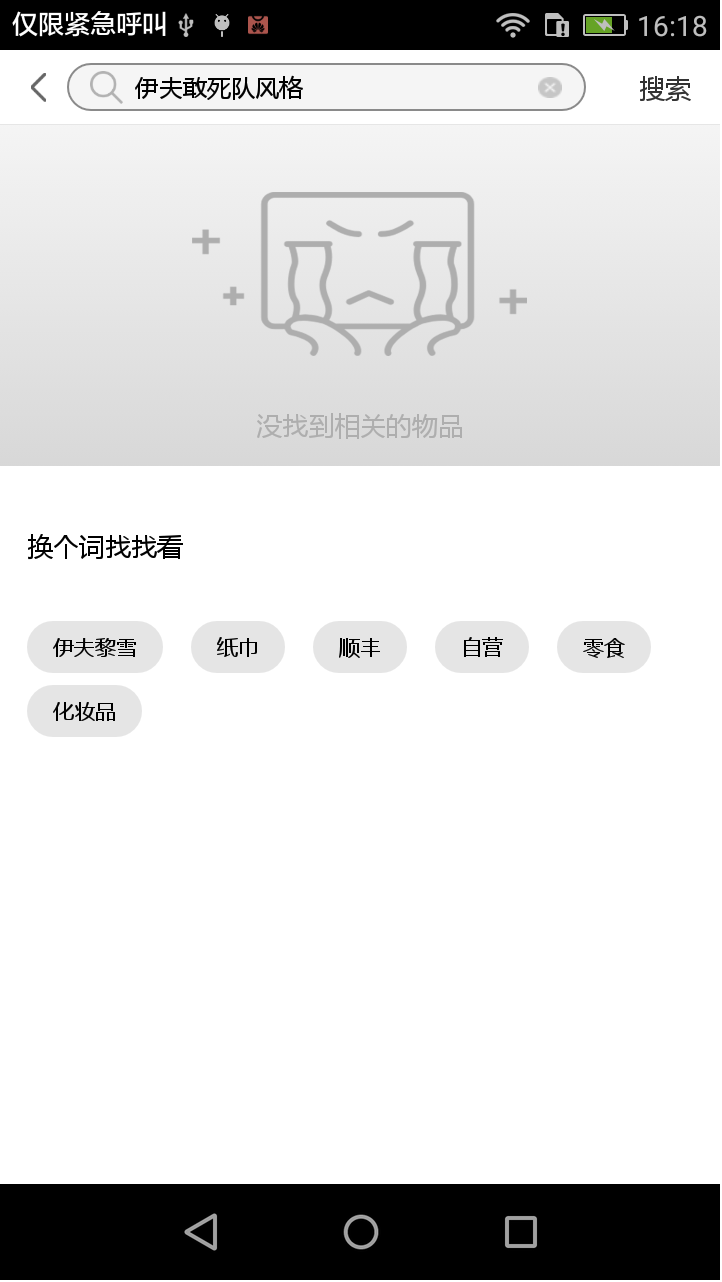 仅限紧急呼叫 16:18
伊夫敢死队风格 搜索
没找到相关的物品
换个词找找看
伊夫黎雪 纸巾 顺丰 自营 零食
化妆品